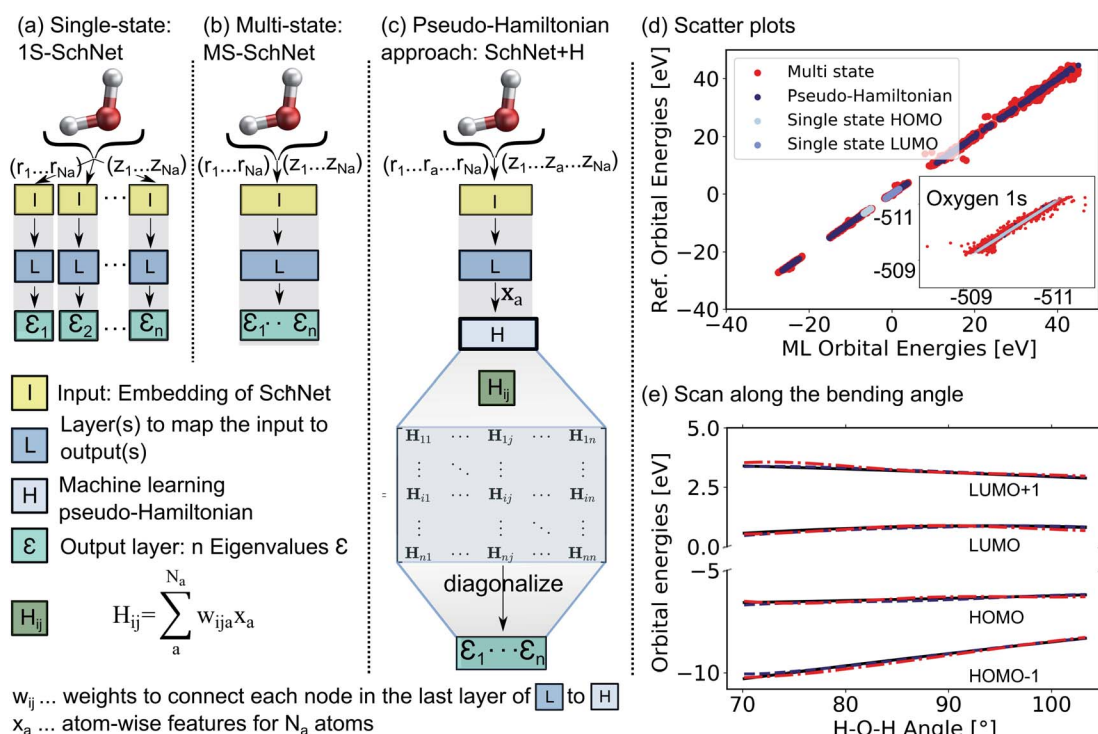 (a) Single-state:
1S-SchNet
(r1...rNa) (z1...zNa)
I I ... I
L L ... L
ε1 ε2 ... εn
(b) Multi-state:
MS-SchNet
(r1...rNa) (z1...zNa)
I
L
ε1 ·· εn
(c) Pseudo-Hamiltonian
approach: SchNet+H
(r1...ra...rNa) (z1...za...zNa)
I
L
xa
H
Hij
H11 ··· H1j ··· H1n
⋮ ⋱ ⋮ ⋮
= Hi1 ··· Hij ··· Hin
⋮ ⋮ ⋱ ⋮
Hn1 ··· Hnj ··· Hnn
diagonalize
ε1 ··· εn
I Input: Embedding of SchNet
L Layer(s) to map the input to
output(s)
H Machine learning
pseudo-Hamiltonian
ε Output layer: n Eigenvalues ε
Hij Hij=∑a^Na wijaxa
wij ... weights to connect each node in the last layer of L to H
xa ... atom-wise features for Na atoms
(d) Scatter plots
Ref. Orbital Energies [eV]
40
20
0
−20
−40
Multi state
Pseudo-Hamiltonian
Single state HOMO
Single state LUMO
Oxygen 1s
-511
-509
-509 -511
−40 −20 0 20 40
ML Orbital Energies [eV]
(e) Scan along the bending angle
Orbital energies [eV]
5.0
2.5
0.0
−5
−10
LUMO+1
LUMO
HOMO
HOMO-1
70 80 90 100
H-O-H Angle [°]